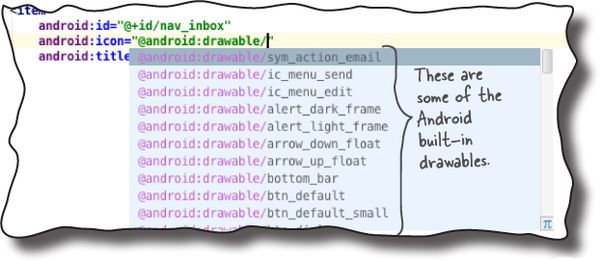 <item
android:id="@+id/nav_inbox"
android:icon="@android:drawable/"
android:title
@android:drawable/sym_action_email
@android:drawable/ic_menu_send
@android:drawable/ic_menu_edit
@android:drawable/alert_dark_frame
@android:drawable/alert_light_frame
@android:drawable/arrow_down_float
@android:drawable/arrow_up_float
@android:drawable/bottom_bar
@android:drawable/btn_default
@android:drawable/btn_default_small
These are
some of the
Android
built-in
drawables.
π